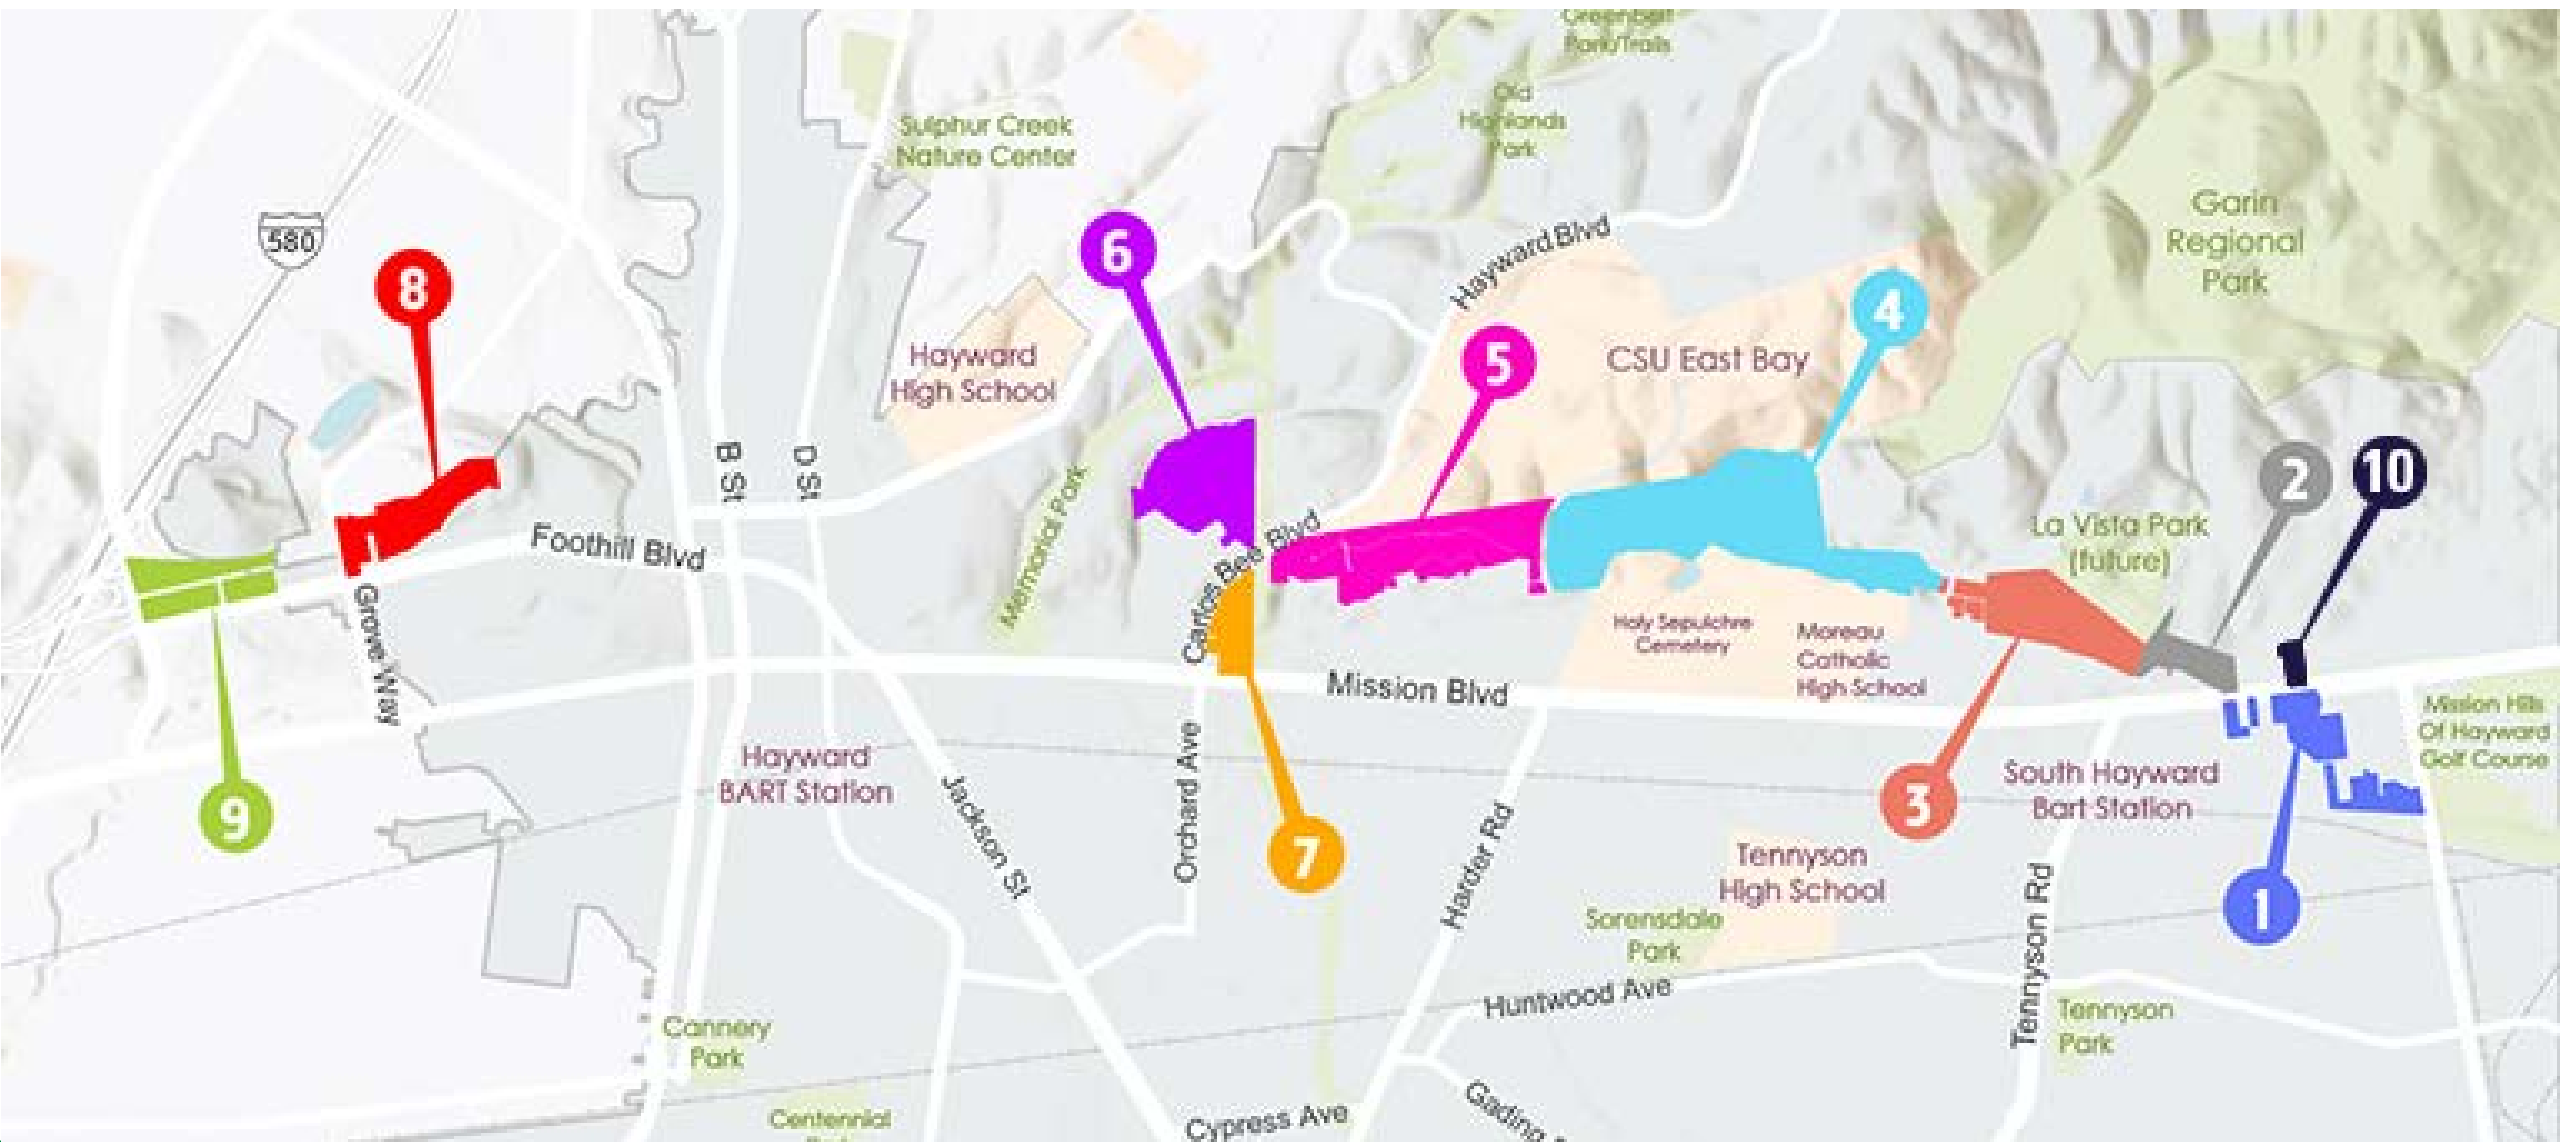 Greenbelt
Park/Trails
Old
Highlands
Park
Sulphur Creek
Nature Center
Garin
Regional
Park
580
8
6
Hayward Blvd
4
5
CSU East Bay
Hayward
High School
B St
D St
2
10
Memorial Park
Foothill Blvd
Carlos Bee Blvd
La Vista Park
(future)
Grove Way
Holy Sepulchre
Cemetery
Moreau
Catholic
High School
Mission Blvd
Mission Hills
Of Hayward
Golf Course
Hayward
BART Station
Orchard Ave
Jackson St
South Hayward
Bart Station
3
9
7
Harder Rd
Tennyson
High School
1
Sorensdale
Park
Tennyson Rd
Huntwood Ave
Cannery
Park
Tennyson
Park
Centennial
Cypress Ave
Gading